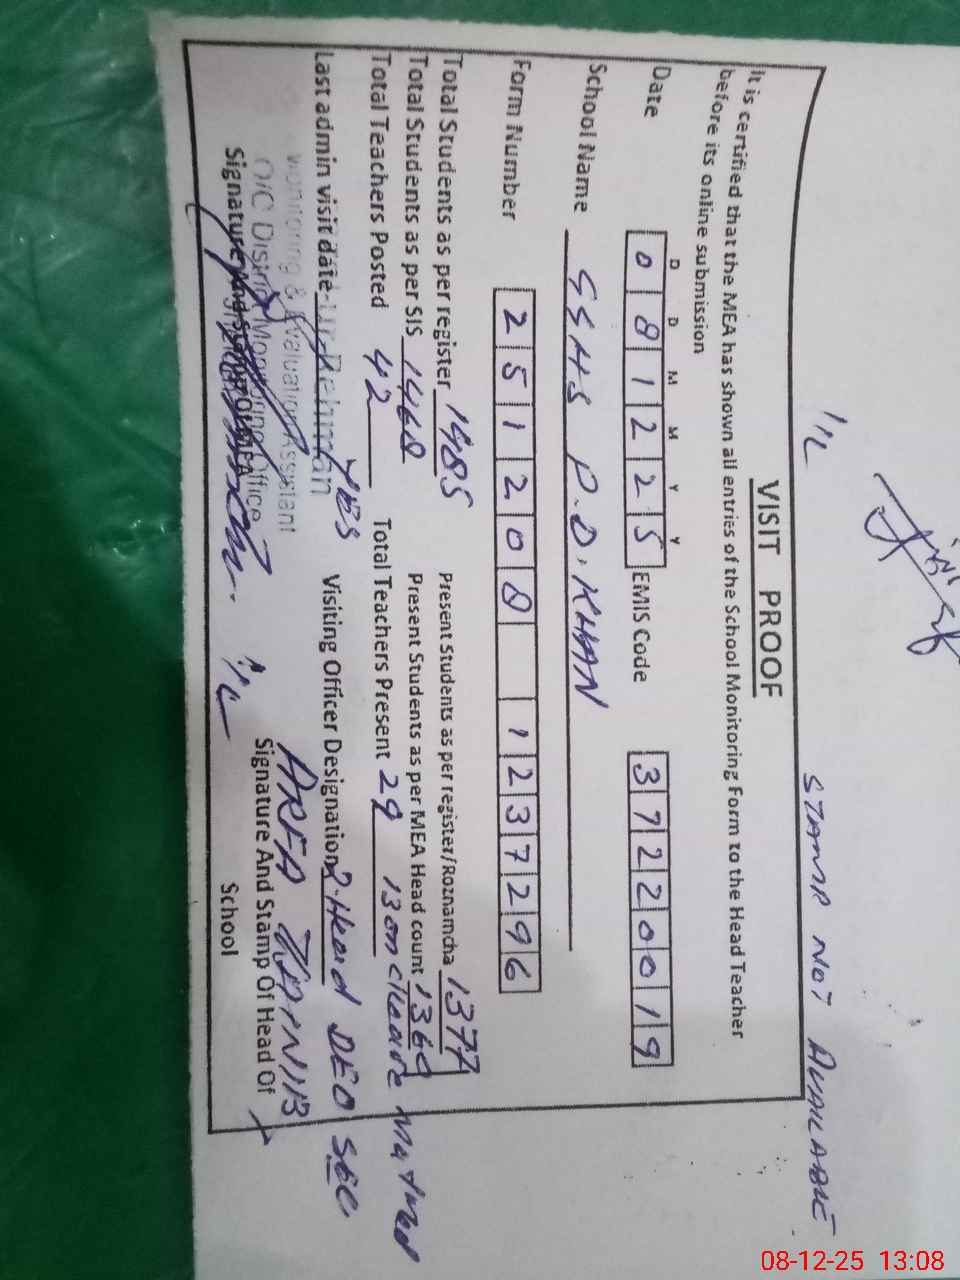 I/C
STAMP NOT AVAILABLE
VISIT PROOF
It is certified that the MEA has shown all entries of the School Monitoring Form to the Head Teacher
before its online submission
D D M M Y Y
Date 0 8 1 2 2 5 EMIS Code 3 7 2 2 0 0 1 9
School Name GGHS P.D.KHAN
Form Number 2 5 1 2 0 8 1 2 3 7 2 9 6
Total Students as per register 1485 Present Students as per register/Roznamcha 1377
Total Students as per SIS 1468 Present Students as per MEA Head count
Total Teachers Posted 42 Total Teachers Present 29 13 on
Last admin visit date Yes Visiting Officer Designation Head DEO SEC
Ur-Rehman
Monitoring & Evaluation Assistant
O/C District Monitoring Office
Signature And Stamp Of MEA
I/C
Signature And Stamp Of Head Of
School
08-12-25 13:08